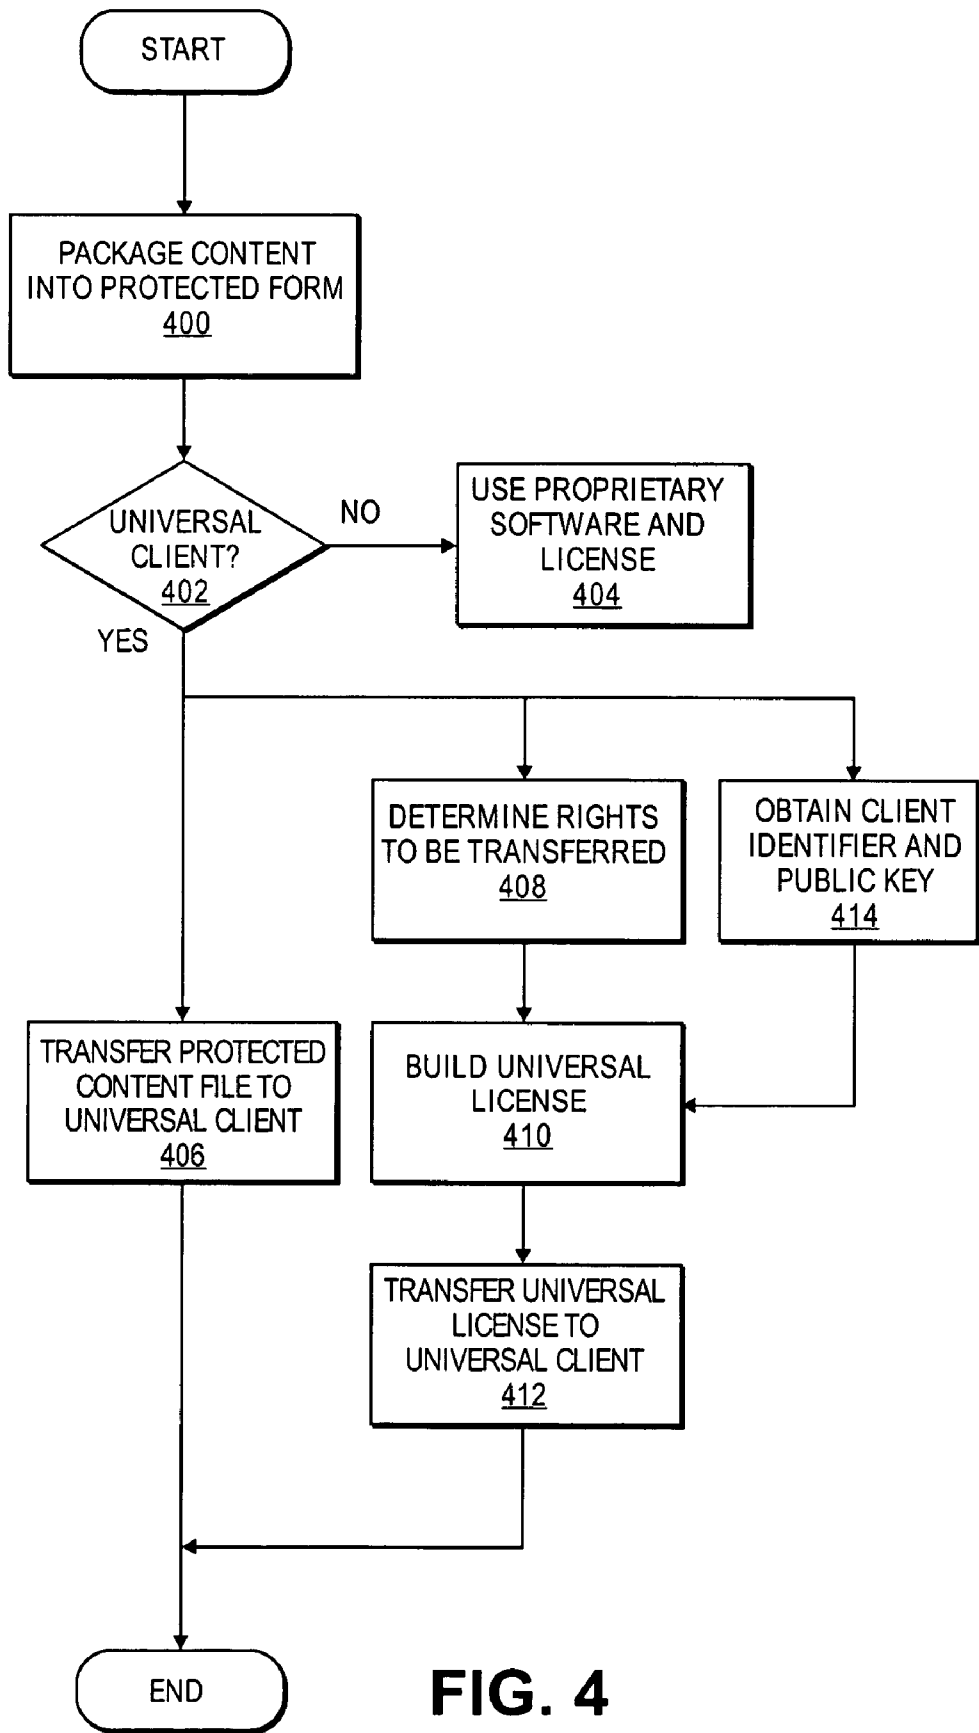 START
PACKAGE CONTENT
INTO PROTECTED FORM
400
UNIVERSAL
CLIENT?
402
NO
YES
USE PROPRIETARY
SOFTWARE AND
LICENSE
404
DETERMINE RIGHTS
TO BE TRANSFERRED
408
OBTAIN CLIENT
IDENTIFIER AND
PUBLIC KEY
414
TRANSFER PROTECTED
CONTENT FILE TO
UNIVERSAL CLIENT
406
BUILD UNIVERSAL
LICENSE
410
TRANSFER UNIVERSAL
LICENSE TO
UNIVERSAL CLIENT
412
END
FIG. 4